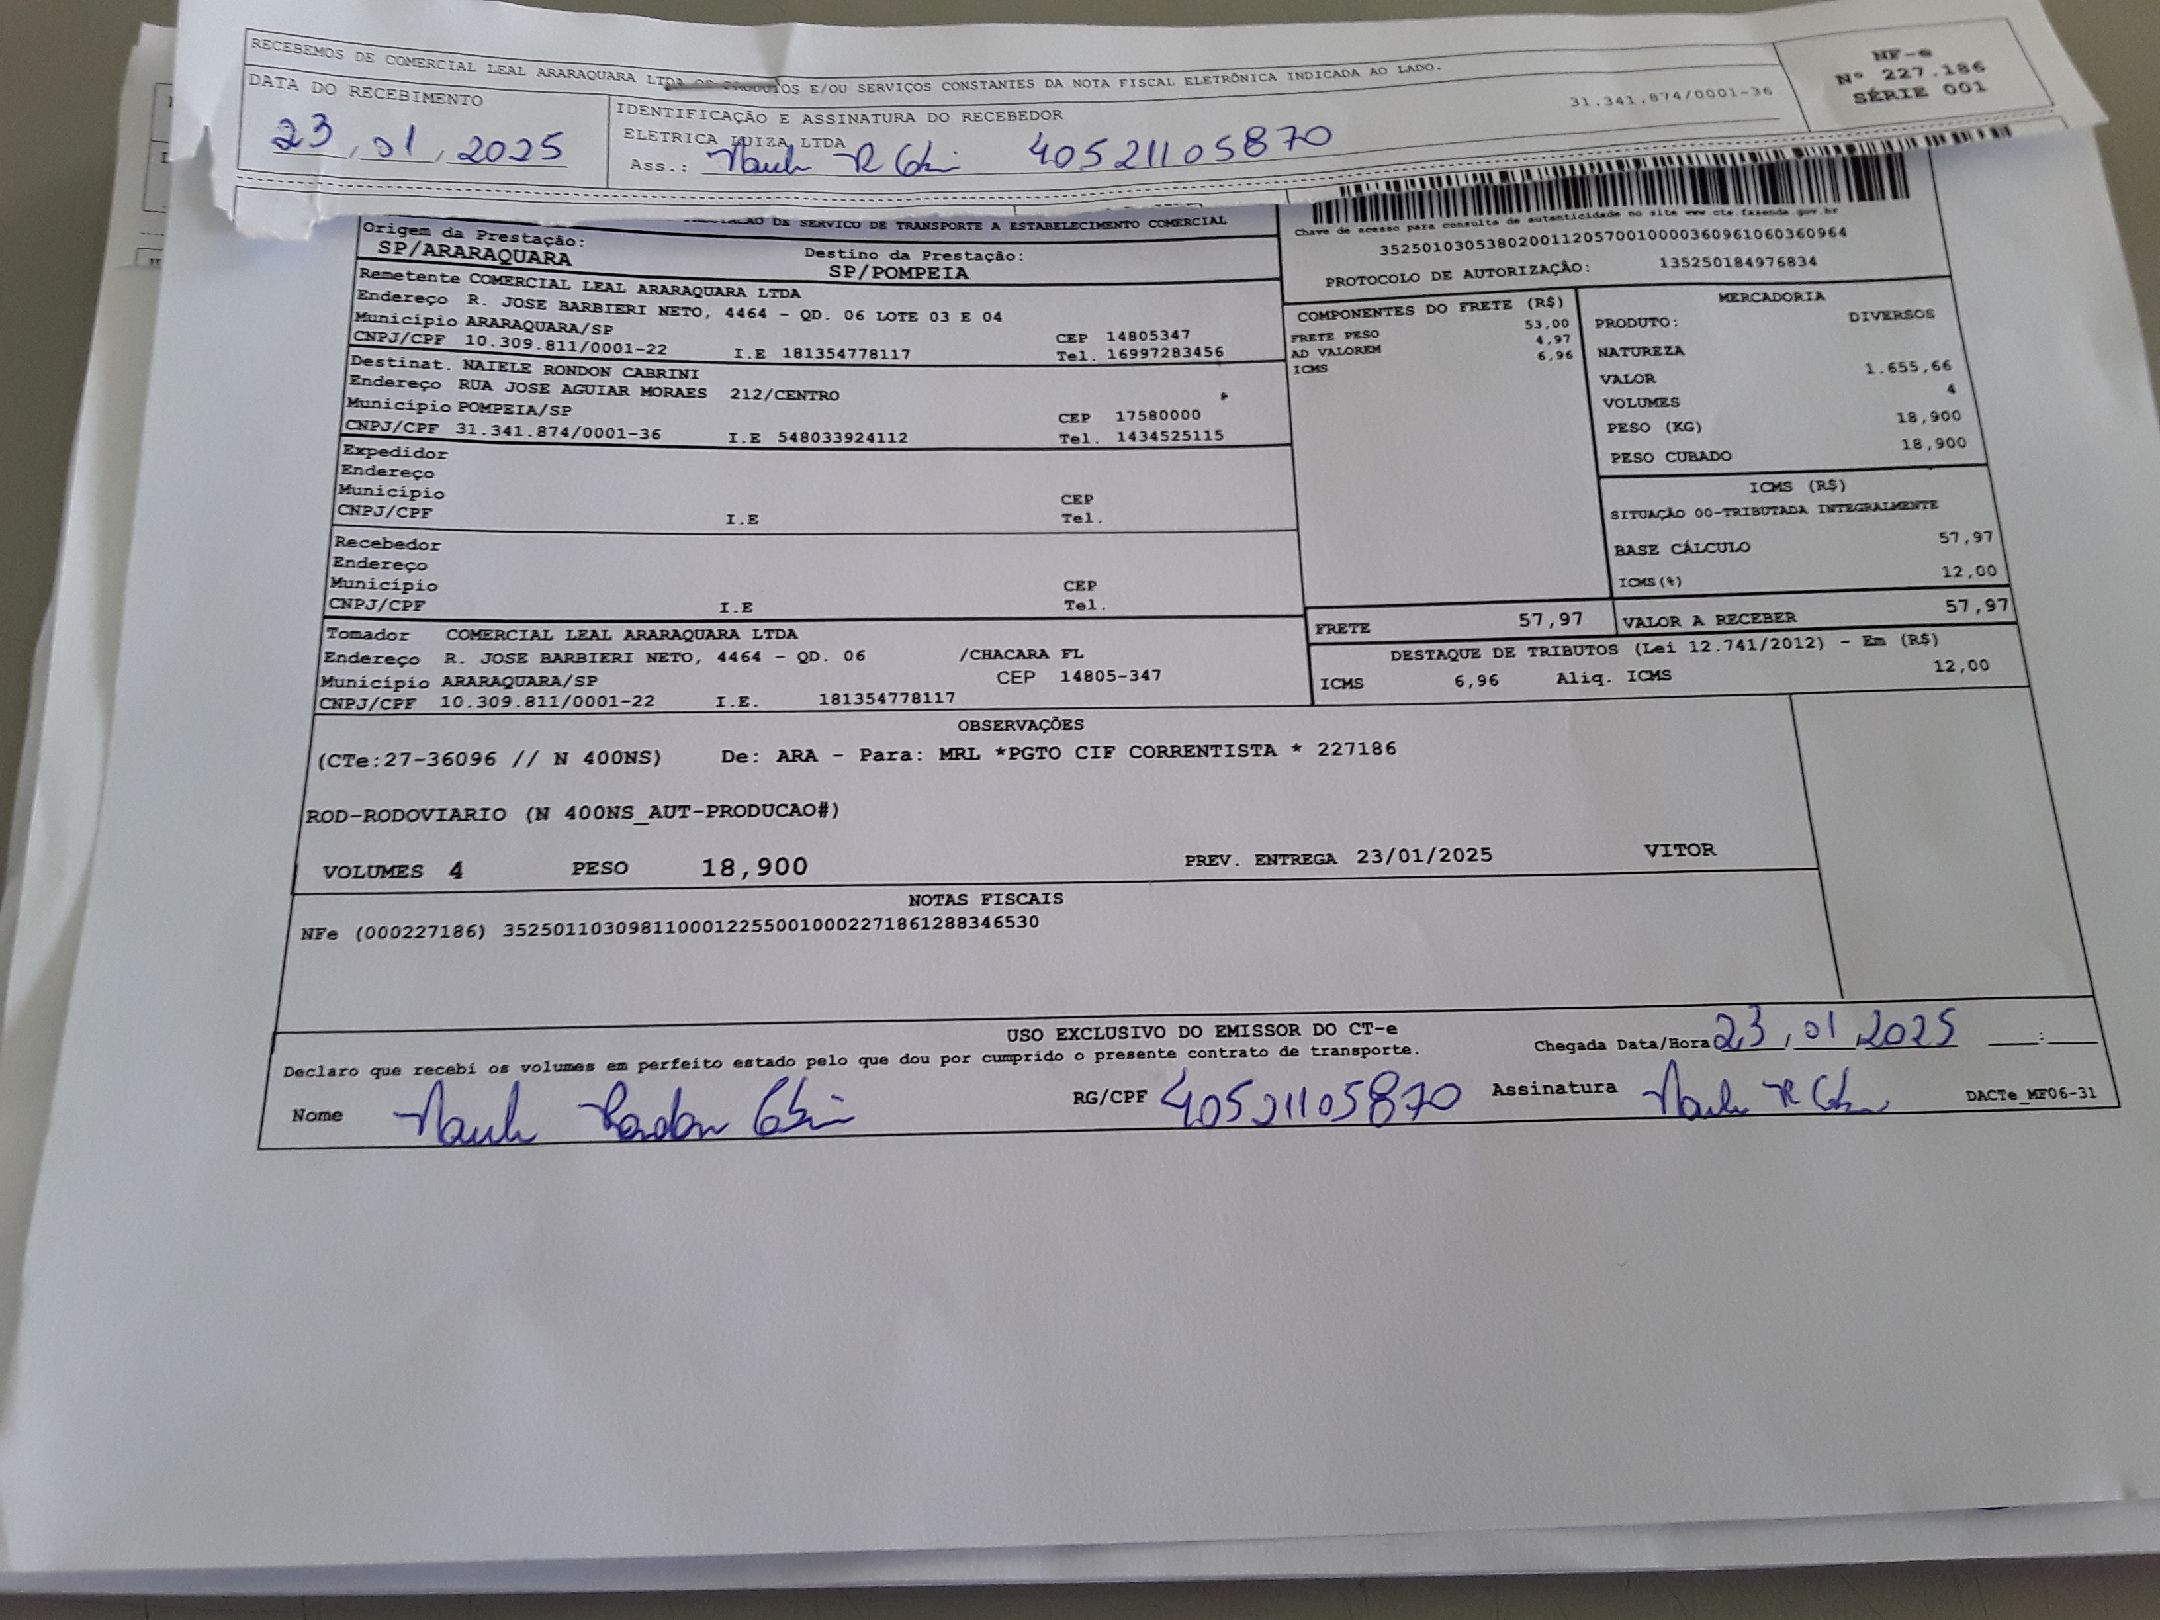 RECEBEMOS DE COMERCIAL LEAL ARARAQUARA LTDA OS PRODUTOS E/OU SERVIÇOS CONSTANTES DA NOTA FISCAL ELETRÔNICA INDICADA AO LADO.
NF-e
Nº 227.186
SÉRIE 001
DATA DO RECEBIMENTO
23,01,2025
IDENTIFICAÇÃO E ASSINATURA DO RECEBEDOR
31.341.874/0001-36
ELETRICA LUIZA LTDA
Ass.: 40521105870
DE SERVIÇO DE TRANSPORTE A ESTABELECIMENTO COMERCIAL
Origem da Prestação:
SP/ARARAQUARA
Destino da Prestação:
SP/POMPEIA
Chave de acesso para consulta de autenticidade no site www.cte.fazenda.gov.br
35250103053802001120570010000360961060360964
PROTOCOLO DE AUTORIZAÇÃO: 135250184976834
Remetente COMERCIAL LEAL ARARAQUARA LTDA
Endereço R. JOSE BARBIERI NETO, 4464 - QD. 06 LOTE 03 E 04
Município ARARAQUARA/SP CEP 14805347
CNPJ/CPF 10.309.811/0001-22 I.E 181354778117 Tel. 16997283456
Destinat. NAIELE RONDON CABRINI
Endereço RUA JOSE AGUIAR MORAES 212/CENTRO
Município POMPEIA/SP CEP 17580000
CNPJ/CPF 31.341.874/0001-36 I.E 548033924112 Tel. 1434525115
Expedidor
Endereço
Município CEP
CNPJ/CPF I.E Tel.
Recebedor
Endereço
Município CEP
CNPJ/CPF I.E Tel.
Tomador COMERCIAL LEAL ARARAQUARA LTDA
Endereço R. JOSE BARBIERI NETO, 4464 - QD. 06 /CHACARA FL
Município ARARAQUARA/SP CEP 14805-347
CNPJ/CPF 10.309.811/0001-22 I.E. 181354778117
COMPONENTES DO FRETE (R$)
FRETE PESO 53,00
AD VALOREM 4,97
ICMS 6,96
MERCADORIA
PRODUTO: DIVERSOS
NATUREZA
VALOR 1.655,66
VOLUMES 4
PESO (KG) 18,900
PESO CUBADO 18,900
ICMS (R$)
SITUAÇÃO 00-TRIBUTADA INTEGRALMENTE
BASE CÁLCULO 57,97
ICMS(%) 12,00
FRETE 57,97
VALOR A RECEBER 57,97
DESTAQUE DE TRIBUTOS (Lei 12.741/2012) - Em (R$)
ICMS 6,96 Aliq. ICMS 12,00
OBSERVAÇÕES
(CTe:27-36096 // N 400NS) De: ARA - Para: MRL *PGTO CIF CORRENTISTA * 227186
ROD-RODOVIARIO (N 400NS_AUT-PRODUCAO#)
VOLUMES 4 PESO 18,900 PREV. ENTREGA 23/01/2025 VITOR
NOTAS FISCAIS
NFe (000227186) 35250110309811000122550010002271861288346530
USO EXCLUSIVO DO EMISSOR DO CT-e
Declaro que recebi os volumes em perfeito estado pelo que dou por cumprido o presente contrato de transporte.
Chegada Data/Hora 23,01,2025 __:__
Nome
RG/CPF 40521105870 Assinatura
DACTe_MF06-31